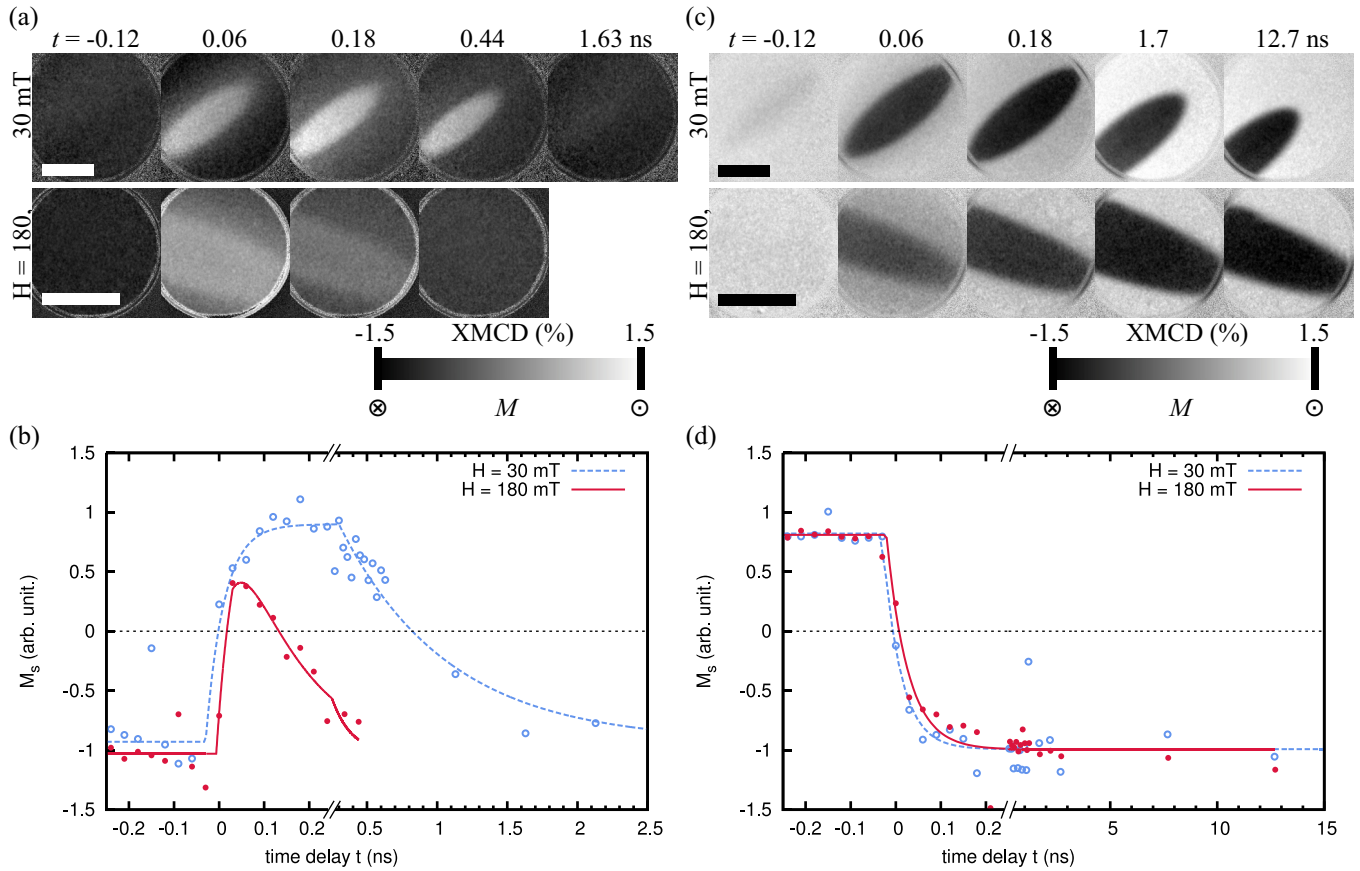 (a)
t = -0.12 0.06 0.18 0.44 1.63 ns
30 mT
H = 180,
-1.5 XMCD (%) 1.5
⊗ M ⊙
(c)
t = -0.12 0.06 0.18 1.7 12.7 ns
30 mT
H = 180,
-1.5 XMCD (%) 1.5
⊗ M ⊙
(b)
H = 30 mT
H = 180 mT
1.5
1
0.5
0
-0.5
-1
-1.5
M_s (arb. unit.)
-0.2 -0.1 0 0.1 0.2 0.5 1.0 1.5 2.0 2.5
time delay t (ns)
(d)
H = 30 mT
H = 180 mT
1.5
1
0.5
0
-0.5
-1
-1.5
M_s (arb. unit.)
-0.2 -0.1 0 0.1 0.2 5 10 15
time delay t (ns)